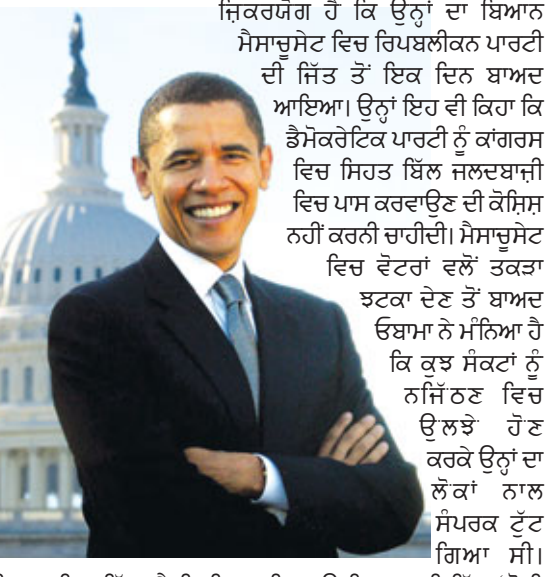 ਜ਼ਿਕਰਯੋਗ ਹੈ ਕਿ ਉਨ੍ਹਾਂ ਦਾ ਬਿਆਨ
ਮੈਸਾਚੂਸੇਟ ਵਿਚ ਰਿਪਬਲੀਕਨ ਪਾਰਟੀ
ਦੀ ਜਿੱਤ ਤੋਂ ਇਕ ਦਿਨ ਬਾਅਦ
ਆਇਆ। ਉਨ੍ਹਾਂ ਇਹ ਵੀ ਕਿਹਾ ਕਿ
ਡੈਮੋਕਰੇਟਿਕ ਪਾਰਟੀ ਨੂੰ ਕਾਂਗਰਸ
ਵਿਚ ਸਿਹਤ ਬਿੱਲ ਜਲਦਬਾਜ਼ੀ
ਵਿਚ ਪਾਸ ਕਰਵਾਉਣ ਦੀ ਕੋਸ਼ਿਸ਼
ਨਹੀਂ ਕਰਨੀ ਚਾਹੀਦੀ। ਮੈਸਾਚੂਸੇਟ
ਵਿਚ ਵੋਟਰਾਂ ਵਲੋਂ ਤਕੜਾ
ਝਟਕਾ ਦੇਣ ਤੋਂ ਬਾਅਦ
ਓਬਾਮਾ ਨੇ ਮੰਨਿਆ ਹੈ
ਕਿ ਕੁਝ ਸੰਕਟਾਂ ਨੂੰ
ਨਜਿੱਠਣ ਵਿਚ
ਉਲਝੇ ਹੋਣ
ਕਰਕੇ ਉਨ੍ਹਾਂ ਦਾ
ਲੋਕਾਂ ਨਾਲ
ਸੰਪਰਕ ਟੁੱਟ
ਗਿਆ ਸੀ।